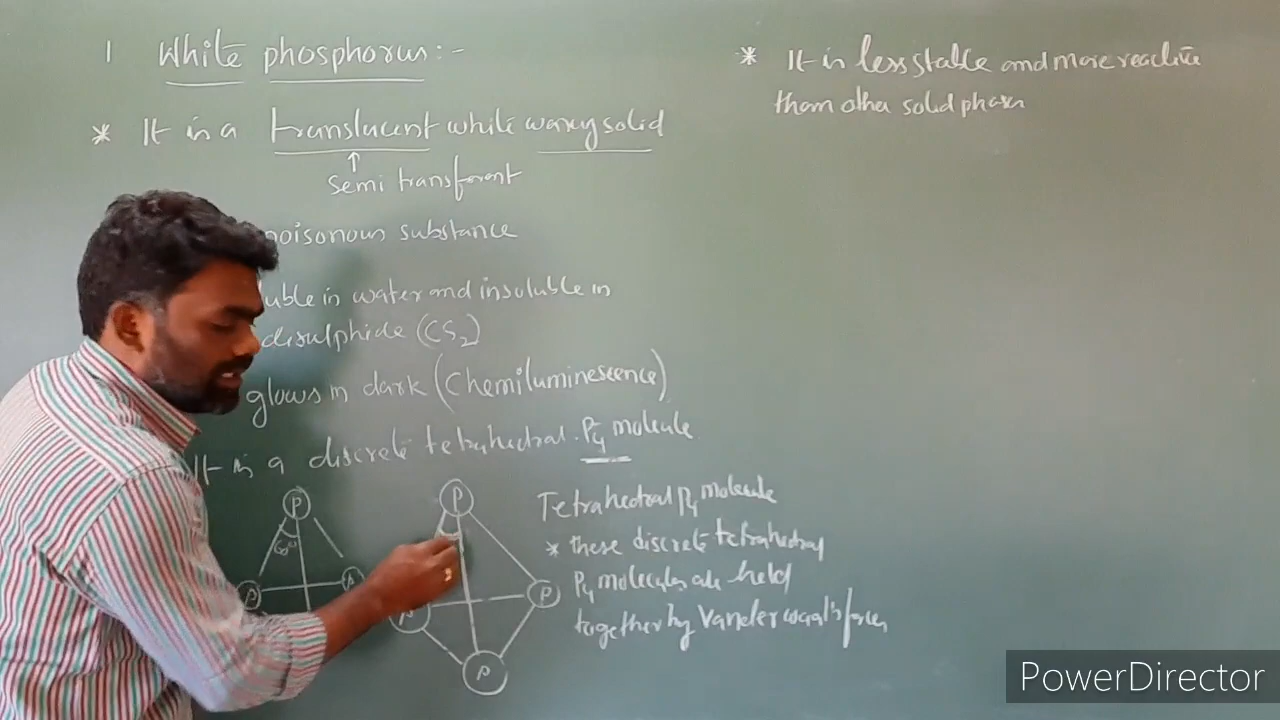 1 White phosphorus:-
* It is a translucent white waxy solid
↑
semi transferent
poisonous substance
uble in water and insoluble in
disulphide (CS2)
glows in dark (Chemiluminescence)
It is a discrete tetrahedral P4 molecule
P P
60°
P P P P
P
Tetrahedral P4 molecule
* these discrete tetrahedral
P4 molecules are held
together by Vander waal's forces
* It is less stable and more reactive
than other solid phases
PowerDirector